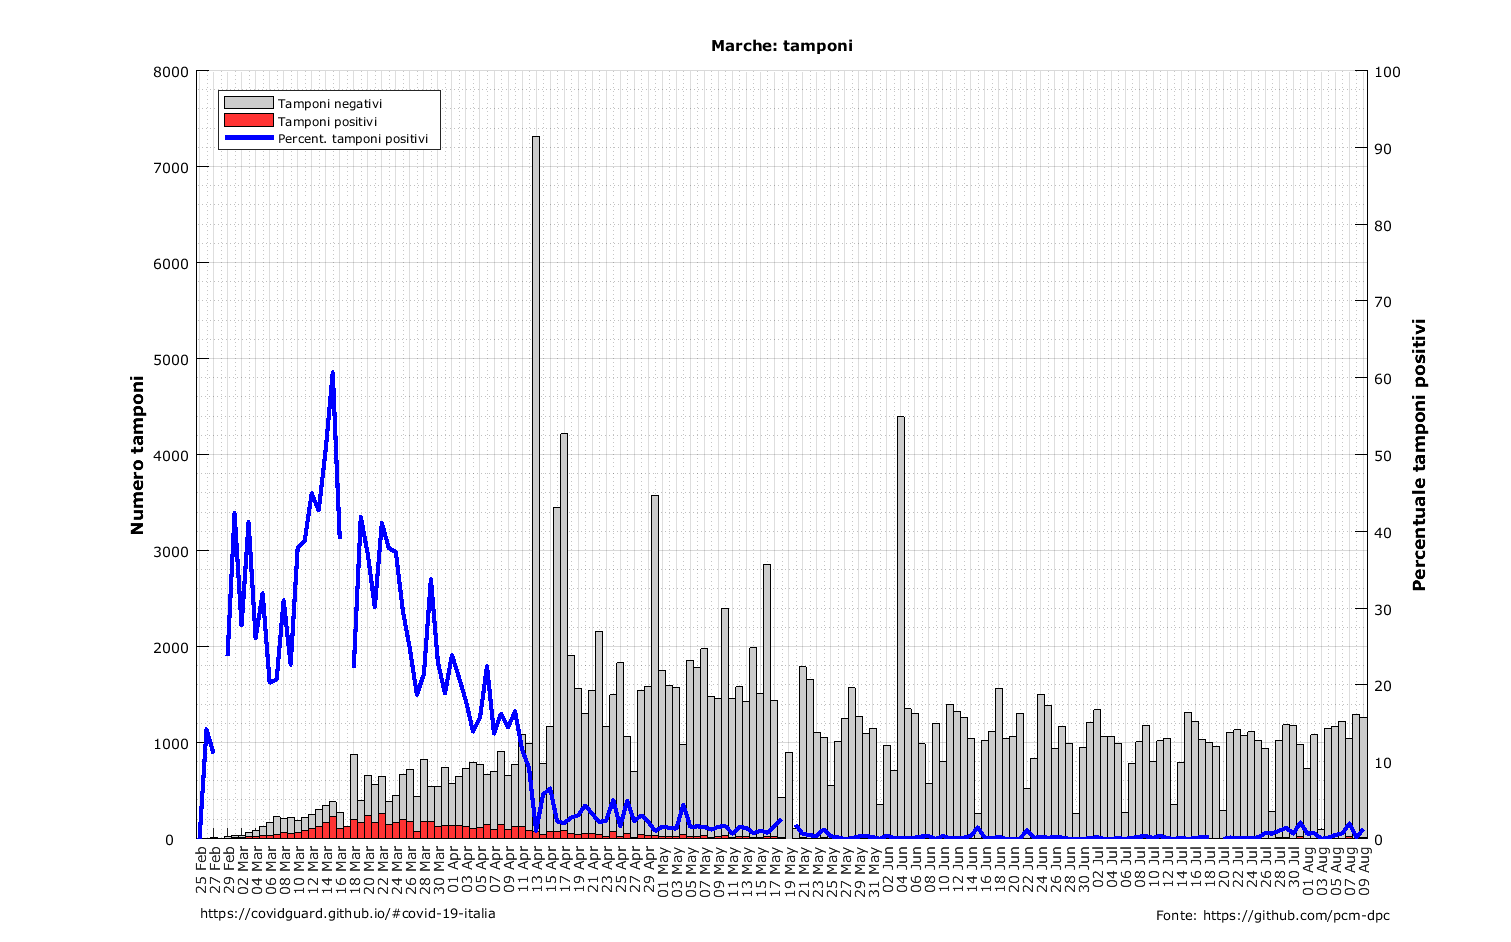 Marche: tamponi
Tamponi negativi
Tamponi positivi
Percent. tamponi positivi
Numero tamponi
8000
7000
6000
5000
4000
3000
2000
1000
0
Percentuale tamponi positivi
100
90
80
70
60
50
40
30
20
10
0
25 Feb
27 Feb
29 Feb
02 Mar
04 Mar
06 Mar
08 Mar
10 Mar
12 Mar
14 Mar
16 Mar
18 Mar
20 Mar
22 Mar
24 Mar
26 Mar
28 Mar
30 Mar
01 Apr
03 Apr
05 Apr
07 Apr
09 Apr
11 Apr
13 Apr
15 Apr
17 Apr
19 Apr
21 Apr
23 Apr
25 Apr
27 Apr
29 Apr
01 May
03 May
05 May
07 May
09 May
11 May
13 May
15 May
17 May
19 May
21 May
23 May
25 May
27 May
29 May
31 May
02 Jun
04 Jun
06 Jun
08 Jun
10 Jun
12 Jun
14 Jun
16 Jun
18 Jun
20 Jun
22 Jun
24 Jun
26 Jun
28 Jun
30 Jun
02 Jul
04 Jul
06 Jul
08 Jul
10 Jul
12 Jul
14 Jul
16 Jul
18 Jul
20 Jul
22 Jul
24 Jul
26 Jul
28 Jul
30 Jul
01 Aug
03 Aug
05 Aug
07 Aug
09 Aug
https://covidguard.github.io/#covid-19-italia
Fonte: https://github.com/pcm-dpc